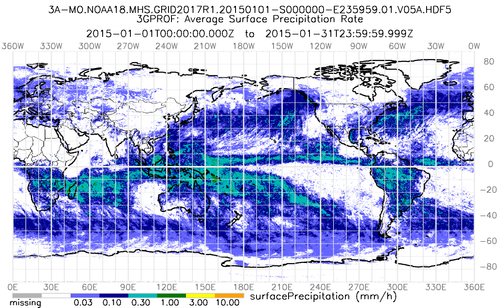 3A-MO.NOAA18.MHS.GRID2017R1.20150101-S000000-E235959.01.V05A.HDF5
3GPROF: Average Surface Precipitation Rate
2015-01-01T00:00:00.000Z to 2015-01-31T23:59:59.999Z
360W 330W 300W 270W 240W 210W 180W 150W 120W 90W 60W 30W 0W
80
60
40
20
0
-20
-40
-60
-80
0E 30E 60E 90E 120E 150E 180E 210E 240E 270E 300E 330E 360E
missing 0.03 0.10 0.30 1.00 3.00 10.00 surfacePrecipitation (mm/h)